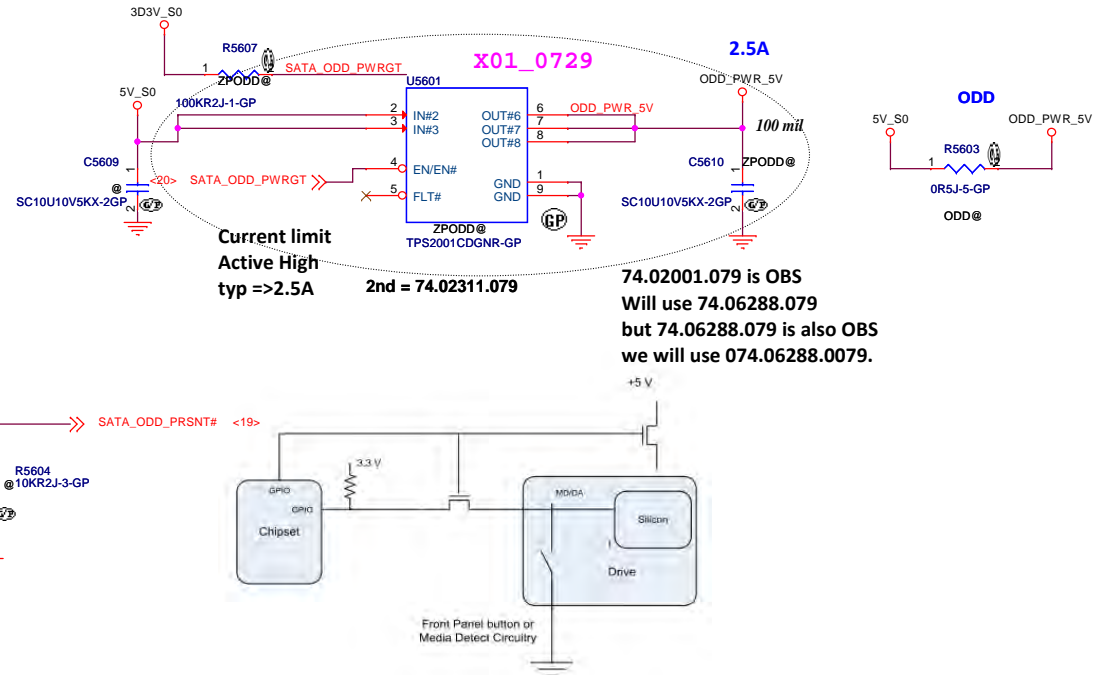 3D3V_S0
R5607
1
2
SATA_ODD_PWRGT
ZPODD@
100KR2J-1-GP
X01_0729
2.5A
5V_S0
U5601
ODD_PWR_5V
2
IN#2
OUT#6
6
ODD_PWR_5V
3
IN#3
OUT#7
7
OUT#8
8
100 mil
C5609
1
@
<20>
SATA_ODD_PWRGT
4
EN/EN#
GND
1
5
FLT#
GND
9
SC10U10V5KX-2GP
2
C5610
1
ZPODD@
SC10U10V5KX-2GP
2
GP
ZPODD@
TPS2001CDGNR-GP
Current limit
Active High
typ =>2.5A
2nd = 74.02311.079
74.02001.079 is OBS
Will use 74.06288.079
but 74.06288.079 is also OBS
we will use 074.06288.0079.
ODD
5V_S0
ODD_PWR_5V
R5603
1
2
0R5J-5-GP
ODD@
SATA_ODD_PRSNT# <19>
R5604
@
10KR2J-3-GP
+5 V
3.3 V
GPIO
GPIO
Chipset
MD/DA
Silicon
Drive
Front Panel button or
Media Detect Circuitry